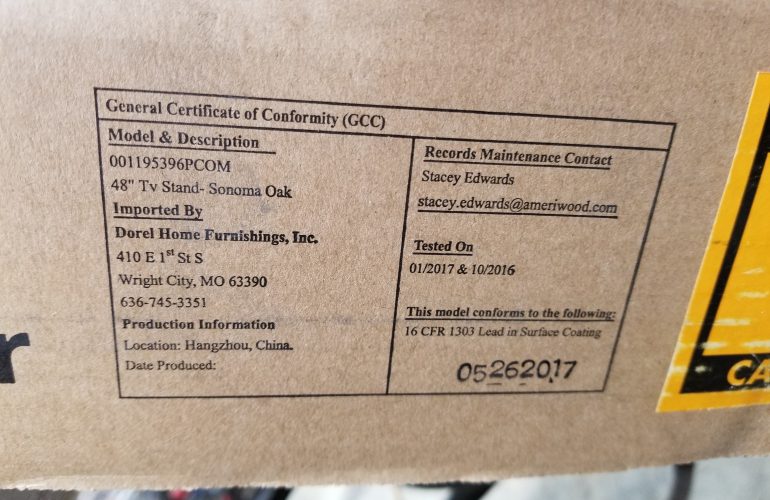 General Certificate of Conformity (GCC)
Model & Description
001195396PCOM
48" Tv Stand- Sonoma Oak
Imported By
Dorel Home Furnishings, Inc.
410 E 1st St S
Wright City, MO 63390
636-745-3351
Production Information
Location: Hangzhou, China.
Date Produced:
Records Maintenance Contact
Stacey Edwards
stacey.edwards@ameriwood.com
Tested On
01/2017 & 10/2016
This model conforms to the following:
16 CFR 1303 Lead in Surface Coating
05262017
r
CA